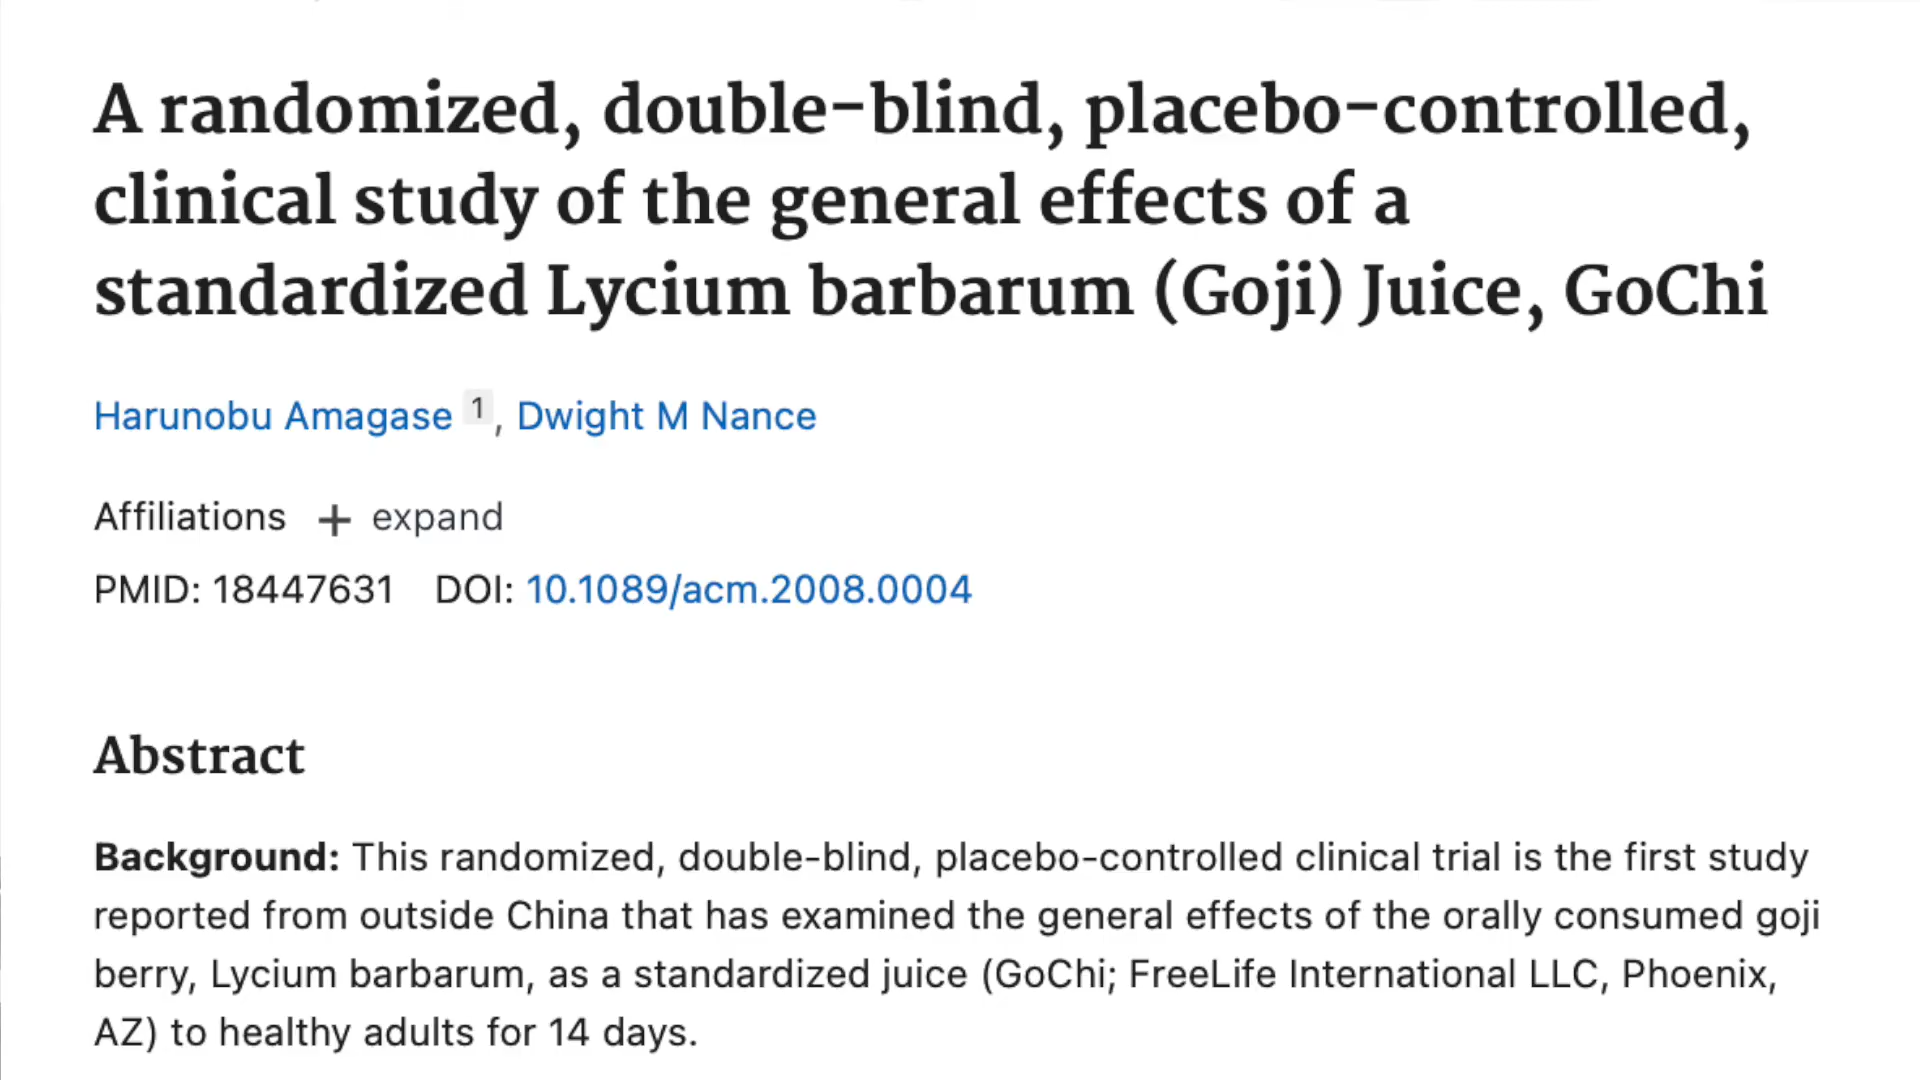 A randomized, double-blind, placebo-controlled,
clinical study of the general effects of a
standardized Lycium barbarum (Goji) Juice, GoChi
Harunobu Amagase 1, Dwight M Nance
Affiliations + expand
PMID: 18447631 DOI: 10.1089/acm.2008.0004
Abstract
Background: This randomized, double-blind, placebo-controlled clinical trial is the first study
reported from outside China that has examined the general effects of the orally consumed goji
berry, Lycium barbarum, as a standardized juice (GoChi; FreeLife International LLC, Phoenix,
AZ) to healthy adults for 14 days.